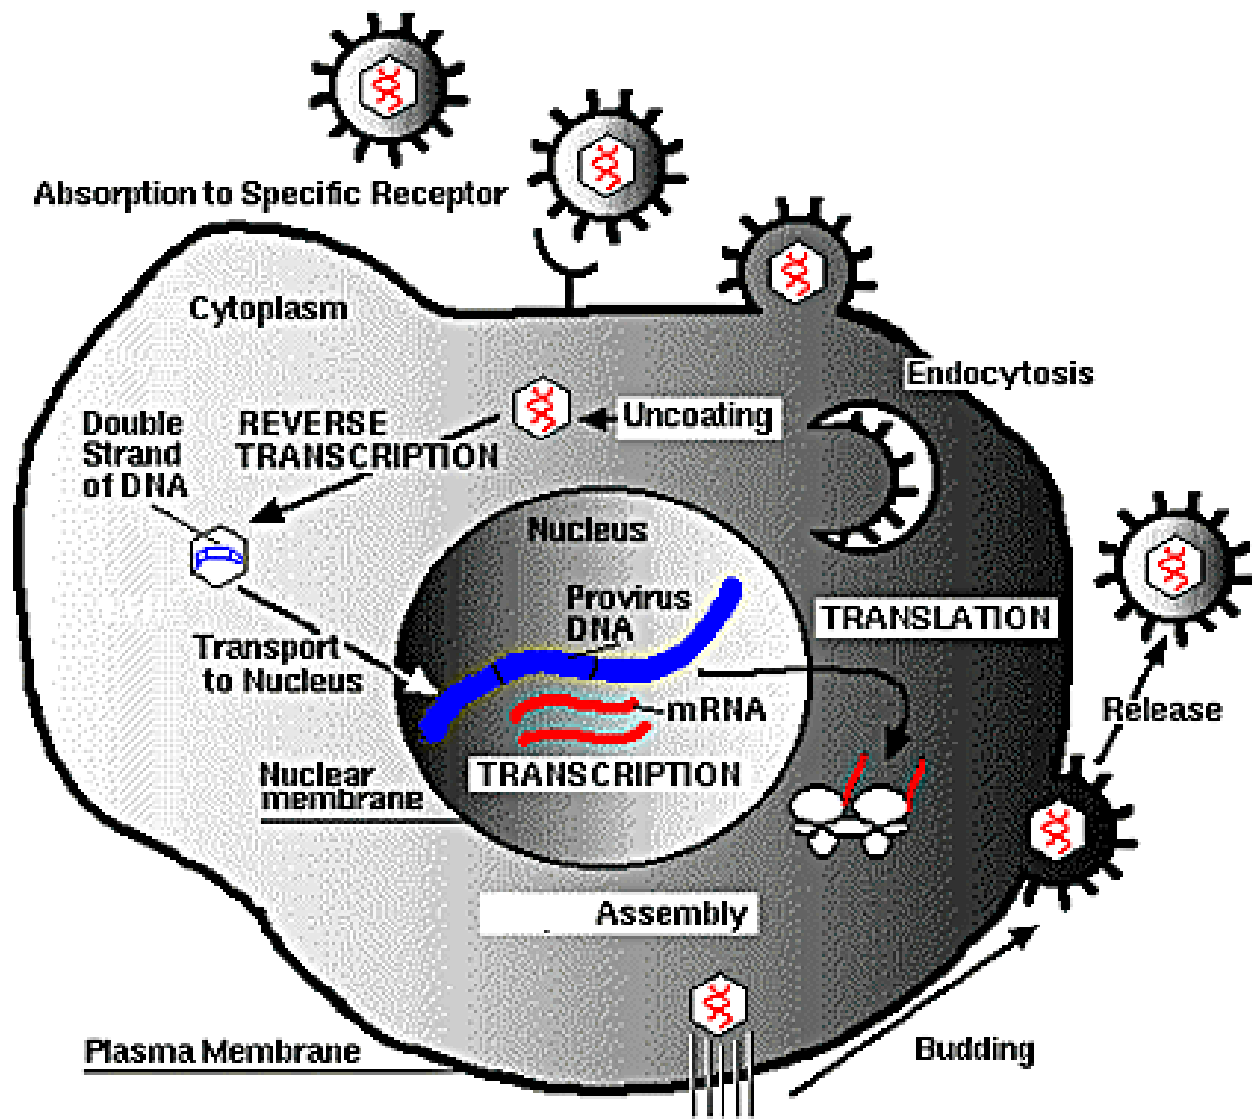 Absorption to Specific Receptor
Cytoplasm
Endocytosis
Double
Strand
of DNA
REVERSE
TRANSCRIPTION
Uncoating
Nucleus
Provirus
DNA
TRANSLATION
Transport
to Nucleus
mRNA
Release
TRANSCRIPTION
Nuclear
membrane
Assembly
Plasma Membrane
Budding